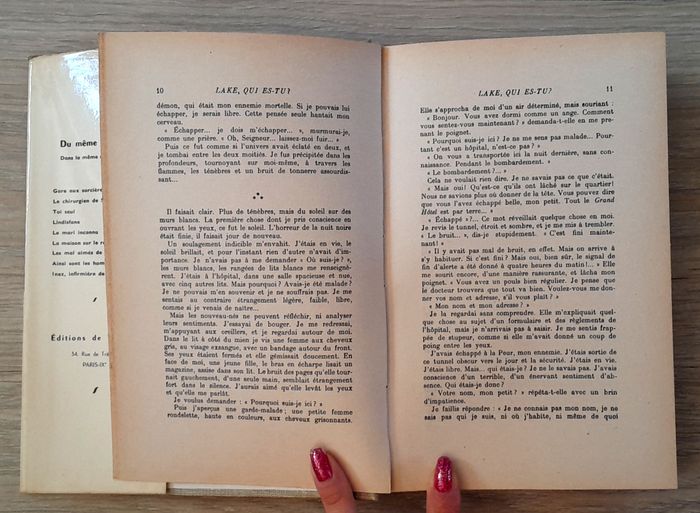 Du même
Dans la même
Gare aux sorcière
Le chirurgien de S
Toi seul
Lindistana
Le mari inconnu
La maison sur le r
Les mal aimés de
Ainsi sont les hom
Inez, infirmière de
Éditions de
54, Rue de Tré
PARIS-IXᵉ
10 LAKE, QUI ES-TU?
démon, qui était mon ennemie mortelle. Si je pouvais lui
échapper, je serais libre. Cette pensée seule hantait mon
cerveau.
« Échapper... je dois m'échapper... », murmurai-je,
comme une prière. « Oh, Seigneur... laissez-moi fuir... »
Puis ce fut comme si l'univers avait éclaté en deux, et
je tombai entre les deux moitiés. Je fus précipitée dans les
profondeurs, tournoyant sur moi-même, à travers les
flammes, les ténèbres et un bruit de tonnerre assourdis-
sant...
Il faisait clair. Plus de ténèbres, mais du soleil sur des
murs blancs. La première chose dont je pris conscience en
ouvrant les yeux, ce fut le soleil. L'horreur de la nuit noire
était finie, il faisait jour de nouveau.
Un soulagement indicible m'envahit. J'étais en vie, le
soleil brillait, et pour l'instant rien d'autre n'avait d'im-
portance. Je n'avais pas à me demander « Où suis-je ? »,
les murs blancs, les rangées de lits blancs me renseignè-
rent. J'étais à l'hôpital, dans une salle spacieuse et nue,
avec cinq autres lits. Mais pourquoi ? Avais-je été malade ?
Je ne pouvais m'en souvenir et je ne souffrais pas. Je me
sentais au contraire étrangement légère, faible, libre,
comme si je venais de naître...
Mais les nouveau-nés ne peuvent réfléchir, ni analyser
leurs sentiments. J'essayai de bouger. Je me redressai,
m'appuyant aux oreillers, et je regardai autour de moi.
Dans le lit à côté du mien je vis une femme aux cheveux
gris, au visage exsangue, avec un bandage autour du front.
Ses yeux étaient fermés et elle gémissait doucement. En
face de moi, une jeune fille, le bras en écharpe lisait un
magazine, assise dans son lit. Le bruit des pages qu'elle tour-
nait gauchement, d'une seule main, semblait étrangement
fort dans le silence. J'aurais aimé qu'elle levât les yeux
et qu'elle me parlât.
Je voulus demander : « Pourquoi suis-je ici ? »
Puis j'aperçus une garde-malade ; une petite femme
rondelette, haute en couleurs, aux cheveux grisonnants.
LAKE, QUI ES-TU? 11
Elle s'approcha de moi d'un air déterminé, mais souriant :
« Bonjour. Vous avez dormi comme un ange. Comment
vous sentez-vous maintenant ? » demanda-t-elle en me pre-
nant le poignet.
« Pourquoi suis-je ici ? Je ne me sens pas malade... Pour-
tant c'est un hôpital, n'est-ce pas ? »
« On vous a transportée ici la nuit dernière, sans con-
naissance. Pendant le bombardement. »
« Le bombardement ?... »
Cela ne voulait rien dire. Je ne savais pas ce que c'était.
« Mais oui ! Qu'est-ce qu'ils ont lâché sur le quartier !
Nous ne savions plus où donner de la tête. Vous pouvez dire
que vous l'avez échappé belle, mon petit. Tout le Grand
Hôtel est par terre... »
« Échappé »?... Ce mot réveillait quelque chose en moi.
Je revis le tunnel, étroit et sombre, et je me mis à trembler.
« Le bruit... », dis-je stupidement. « C'est fini mainte-
nant! »
« Il y avait pas mal de bruit, en effet. Mais on arrive à
s'y habituer. Si c'est fini ? Mais oui, bien sûr, le signal de
fin d'alerte a été donné à quatre heures du matin ! » Elle
me sourit encore, d'une manière rassurante, et lâcha mon
poignet. « Vous avez un pouls bien régulier. Je pense que
le docteur trouvera que tout va bien. Voulez-vous me don-
ner vos nom et adresse, s'il vous plaît ? »
« Mon nom et mon adresse ? »
Je la regardai sans comprendre. Elle m'expliquait quel-
que chose au sujet d'un formulaire et des règlements de
l'hôpital, mais je n'arrivais pas à saisir. Je me sentis frap-
pée de stupeur, comme si elle m'avait donné un coup de
poing entre les yeux.
J'avais échappé à la Peur, mon ennemie. J'étais sortie de
ce tunnel obscur vers le jour et la sécurité. J'étais en vie.
J'étais libre. Mais... qui étais-je ? Je ne le savais pas. J'avais
conscience d'un terrible, d'un énervant sentiment d'ab-
sence. Qui étais-je donc ?
« Votre nom, mon petit ? » répéta-t-elle avec un brin
d'impatience.
Je faillis répondre : « Je ne connais pas mon nom, je ne
sais pas qui je suis, ni où j'habite, ni même de quoi